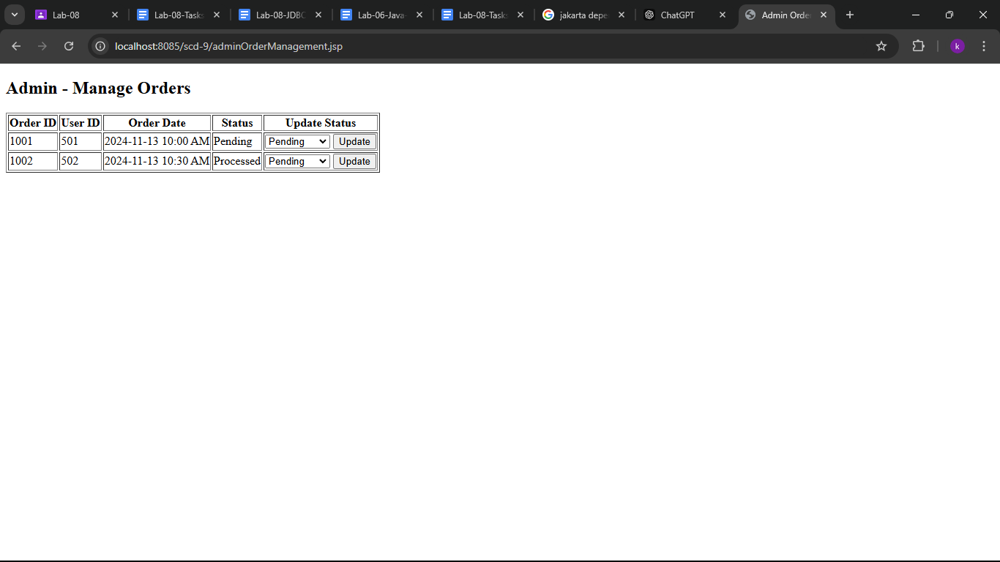 Lab-08 Lab-08-Tasks Lab-08-JDBC Lab-06-Java- Lab-08-Tasks jakarta depe ChatGPT Admin Orde
localhost:8085/scd-9/adminOrderManagement.jsp k
Admin - Manage Orders
Order ID User ID Order Date Status Update Status
1001 501 2024-11-13 10:00 AM Pending Pending Update
1002 502 2024-11-13 10:30 AM Processed Pending Update